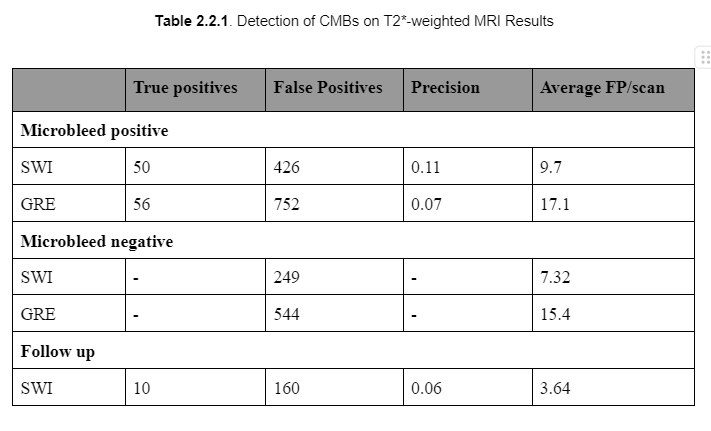 Table 2.2.1. Detection of CMBs on T2*-weighted MRI Results
True positives False Positives Precision Average FP/scan
Microbleed positive
SWI 50 426 0.11 9.7
GRE 56 752 0.07 17.1
Microbleed negative
SWI - 249 - 7.32
GRE - 544 - 15.4
Follow up
SWI 10 160 0.06 3.64